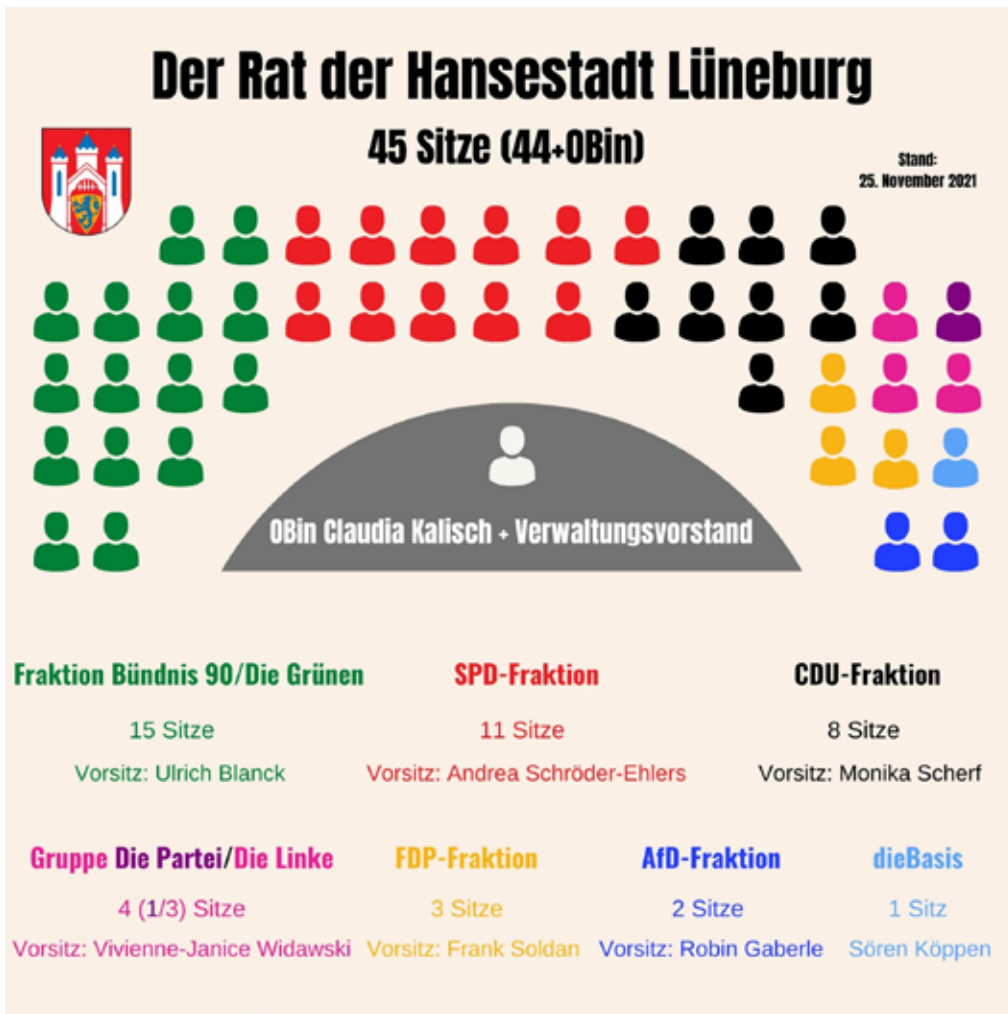 Der Rat der Hansestadt Lüneburg
45 Sitze (44+OBin)
Stand:
25. November 2021
OBin Claudia Kalisch + Verwaltungsvorstand
Fraktion Bündnis 90/Die Grünen
15 Sitze
Vorsitz: Ulrich Blanck
SPD-Fraktion
11 Sitze
Vorsitz: Andrea Schröder-Ehlers
CDU-Fraktion
8 Sitze
Vorsitz: Monika Scherf
Gruppe Die Partei/Die Linke
4 (1/3) Sitze
Vorsitz: Vivienne-Janice Widawski
FDP-Fraktion
3 Sitze
Vorsitz: Frank Soldan
AfD-Fraktion
2 Sitze
Vorsitz: Robin Gaberle
dieBasis
1 Sitz
Sören Köppen